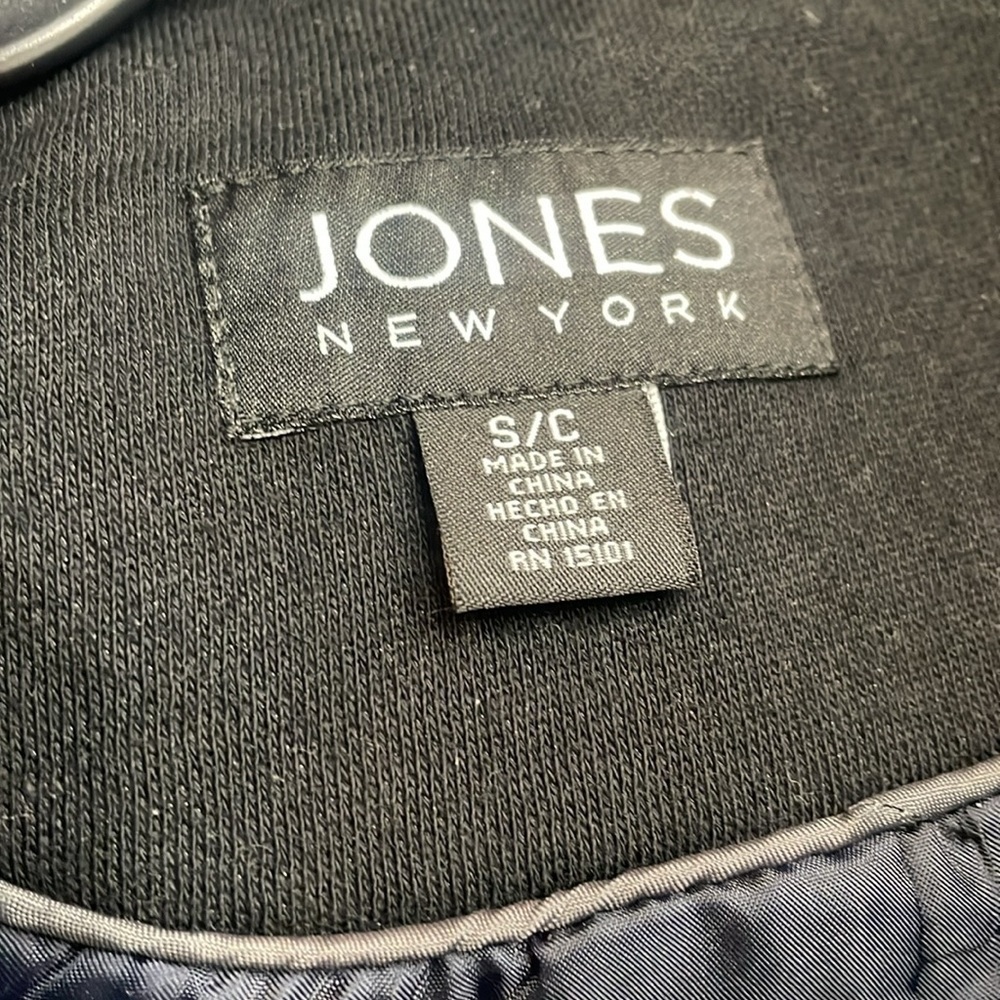 JONES
NEW YORK
S/C
MADE IN
CHINA
HECHO EN
CHINA
RN 15101